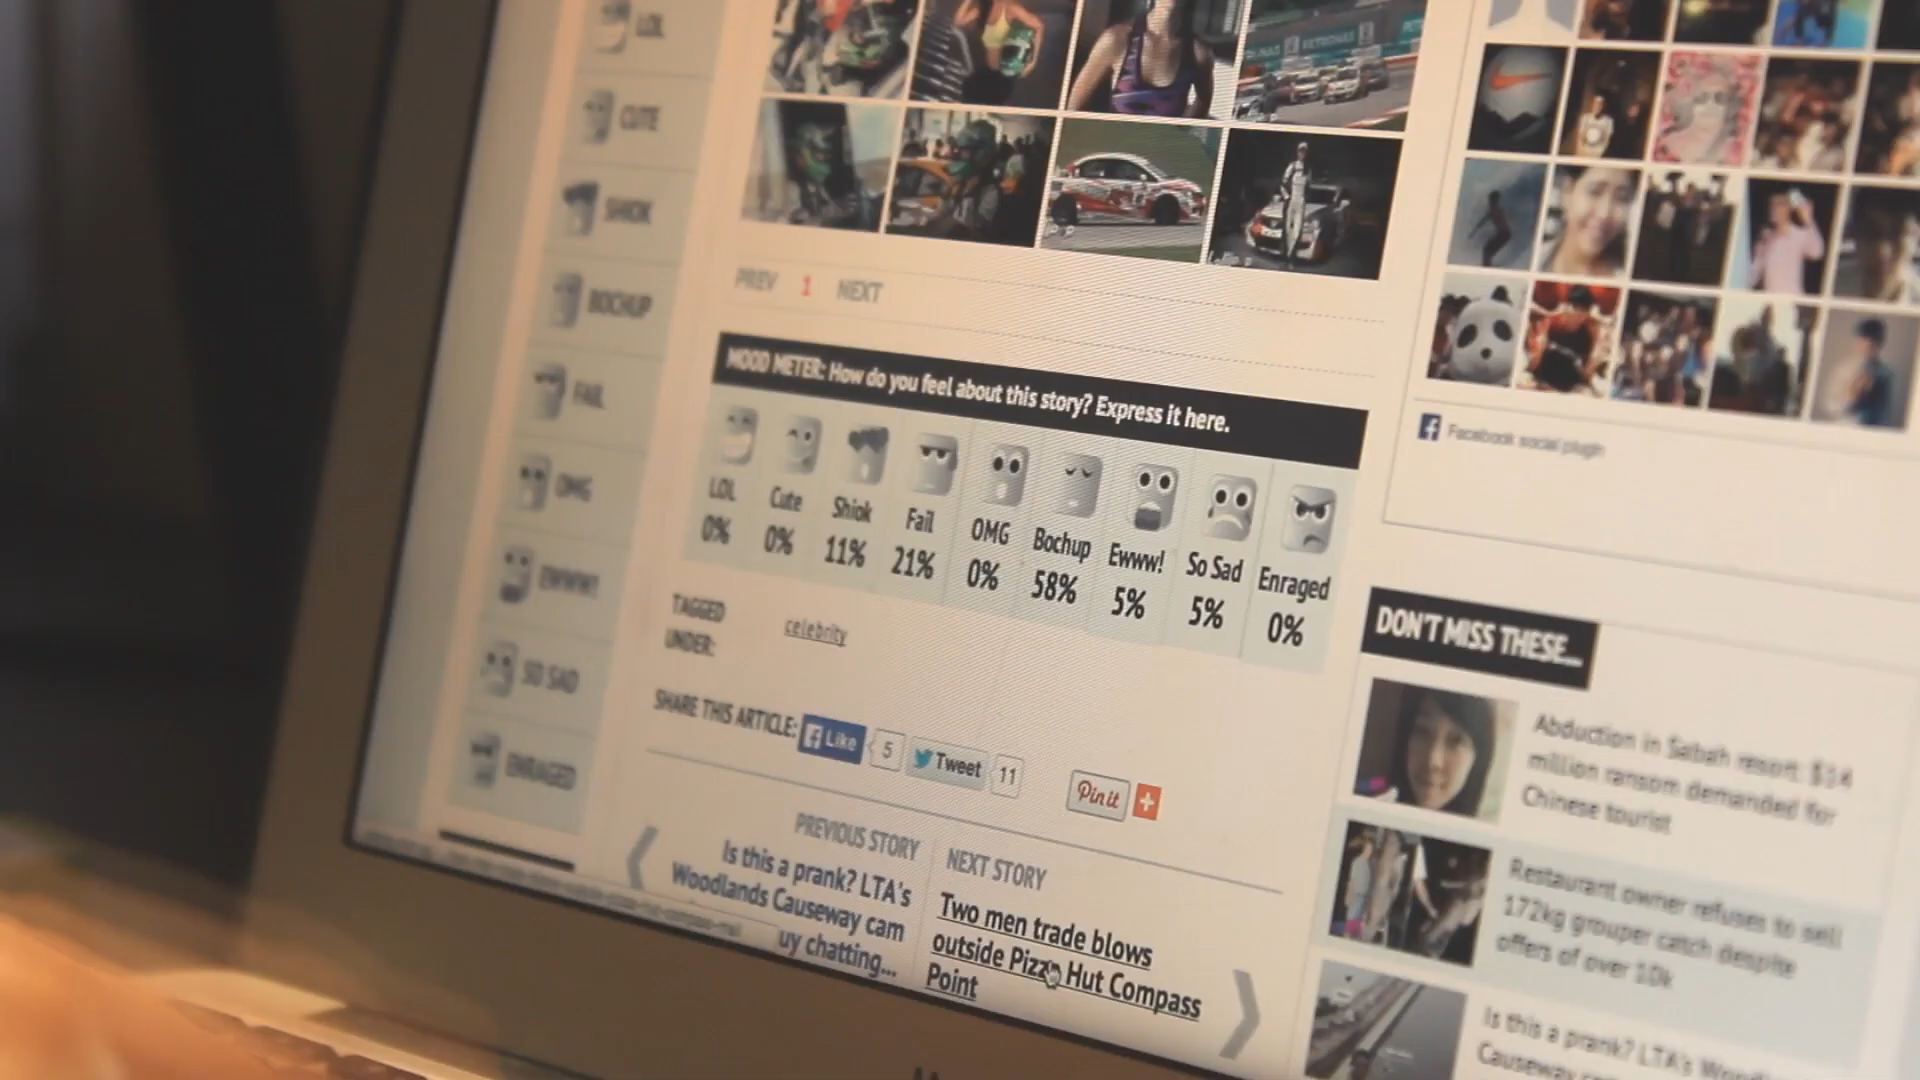 LOL
CUTE
SHIOK
BOCHUP
FAIL
OMG
EWWW!
SO SAD
ENRAGED
PETRONAS
PREV 1 NEXT
MOOD METER: How do you feel about this story? Express it here.
LOL Cute Shiok Fail OMG Bochup Ewww! So Sad Enraged
0% 0% 11% 21% 0% 58% 5% 5% 0%
TAGGED
UNDER:
celebrity
SHARE THIS ARTICLE: Like 5 Tweet 11 Pin it +
PREVIOUS STORY
Is this a prank? LTA's
Woodlands Causeway cam
uy chatting...
NEXT STORY
Two men trade blows
outside Pizza Hut Compass
Point
Facebook social plugin
DON'T MISS THESE...
Abduction in Sabah resort: $14
million ransom demanded for
Chinese tourist
Restaurant owner refuses to sell
172kg grouper catch despite
offers of over 10k
Is this a prank? LTA's
Causeway